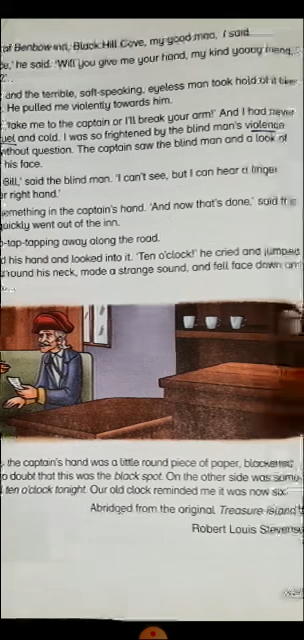 of Benbow inn, Black Hill Cove, my good man,' I said.
he said. 'Will you give me your hand, my kind young friend,
and the terrible, soft-speaking, eyeless man took hold of it like
He pulled me violently towards him.
'Take me to the captain or I'll break your arm!' And I had never
and cold. I was so frightened by the blind man's violence
without question. The captain saw the blind man and a look of
his face.
Bill,' said the blind man. 'I can't see, but I can hear a finger
right hand.'
something in the captain's hand. 'And now that's done,' said the
quickly went out of the inn.
-tap-tapping away along the road.
his hand and looked into it. 'Ten o'clock!' he cried and jumped
around his neck, made a strange sound, and fell face down
the captain's hand was a little round piece of paper, blackened
doubt that this was the black spot. On the other side was
ten o'clock tonight. Our old clock reminded me it was now six.
Abridged from the original Treasure Island
Robert Louis